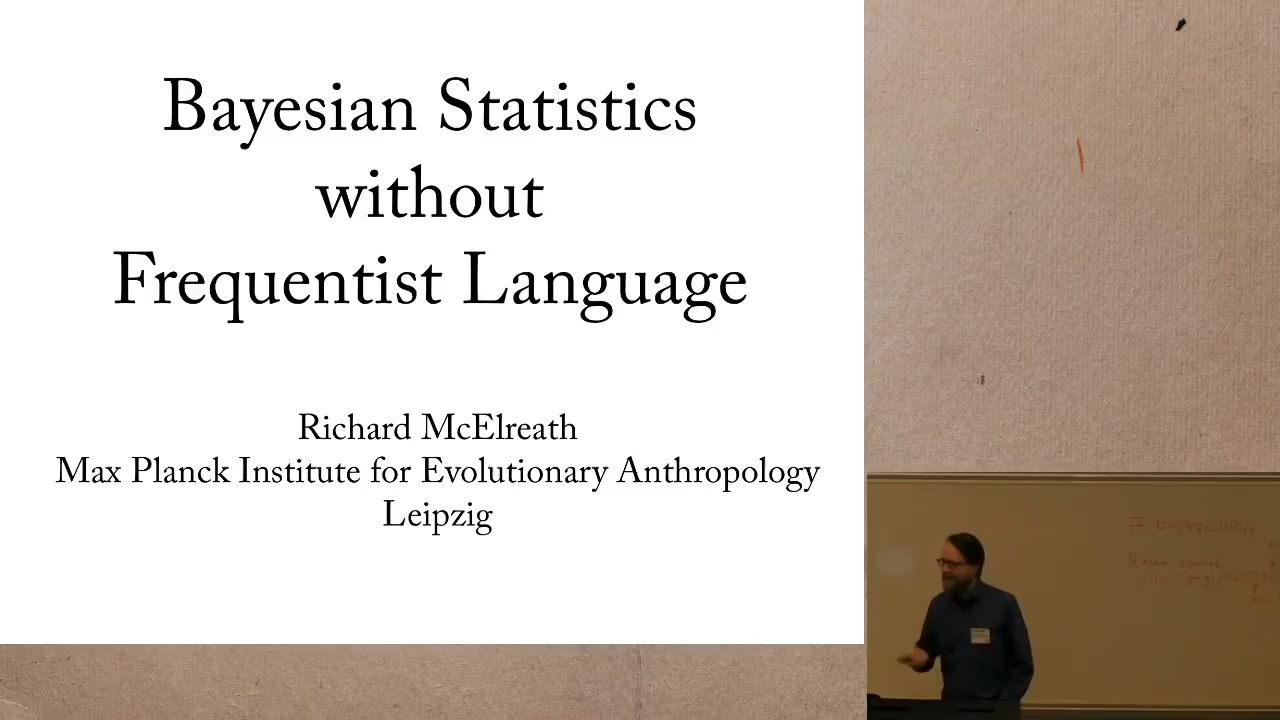 Bayesian Statistics
without
Frequentist Language
Richard McElreath
Max Planck Institute for Evolutionary Anthropology
Leipzig